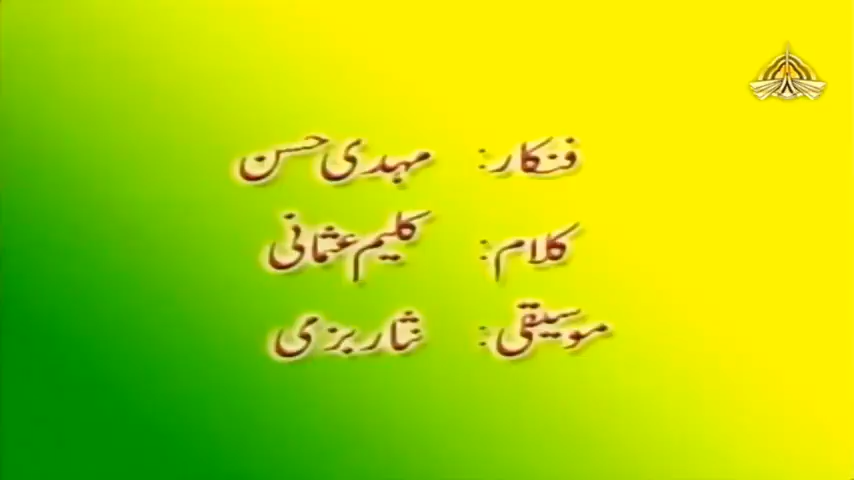 فنکار: مہدی حسن
کلام: کلیم عثمانی
موسیقی: نثار بزمی